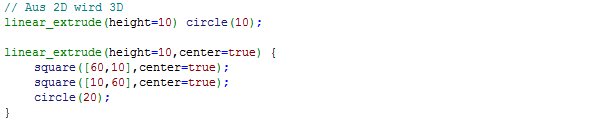 // Aus 2D wird 3D
linear_extrude(height=10) circle(10);
linear_extrude(height=10,center=true) {
square([60,10],center=true);
square([10,60],center=true);
circle(20);
}